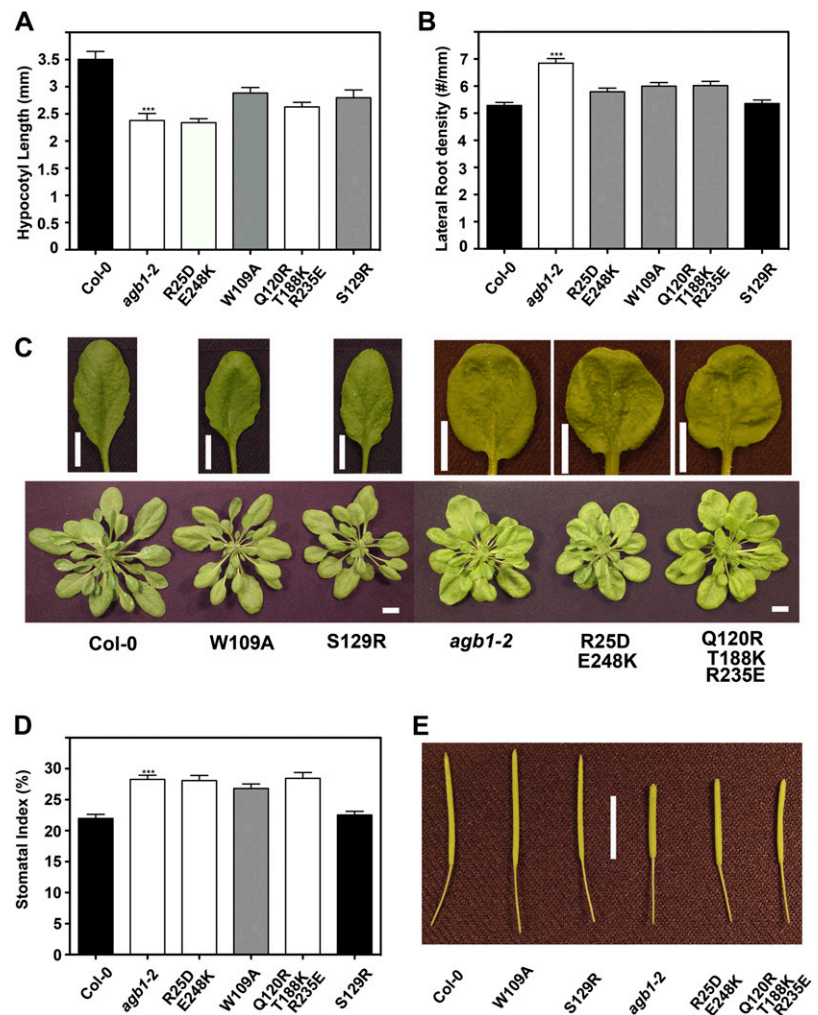 A
Hypocotyl Length (mm)
3.5
3
2.5
2
1.5
1
0.5
0
***
Col-0
agb1-2
R25D
E248K
W109A
Q120R
T188K
R235E
S129R
B
Lateral Root density (#/mm)
7
6
5
4
3
2
1
0
***
Col-0
agb1-2
R25D
E248K
W109A
Q120R
T188K
R235E
S129R
C
Col-0
W109A
S129R
agb1-2
R25D
E248K
Q120R
T188K
R235E
D
Stomatal Index (%)
30
25
20
15
10
5
0
***
Col-0
agb1-2
R25D
E248K
W109A
Q120R
T188K
R235E
S129R
E
Col-0
W109A
S129R
agb1-2
R25D
E248K
Q120R
T188K
R235E